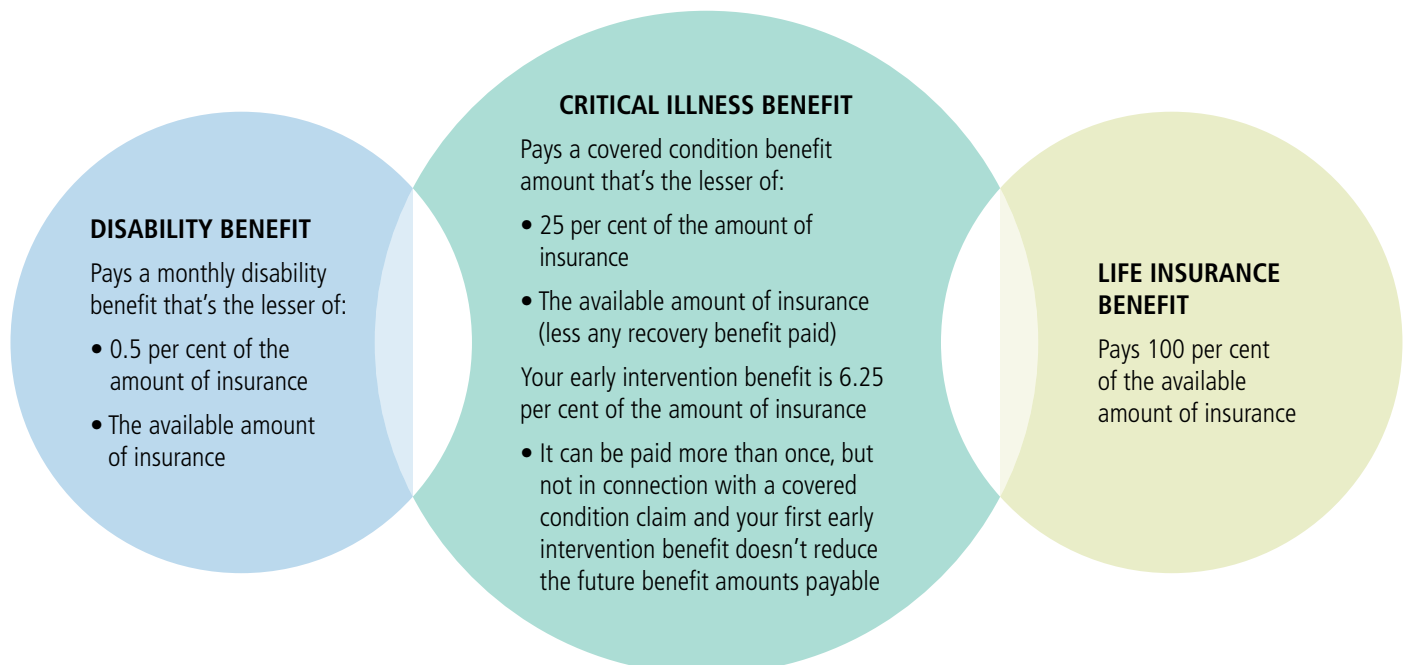 DISABILITY BENEFIT
Pays a monthly disability
benefit that's the lesser of:
• 0.5 per cent of the
amount of insurance
• The available amount
of insurance
CRITICAL ILLNESS BENEFIT
Pays a covered condition benefit
amount that's the lesser of:
• 25 per cent of the amount of
insurance
• The available amount of insurance
(less any recovery benefit paid)
Your early intervention benefit is 6.25
per cent of the amount of insurance
• It can be paid more than once, but
not in connection with a covered
condition claim and your first early
intervention benefit doesn't reduce
the future benefit amounts payable
LIFE INSURANCE
BENEFIT
Pays 100 per cent
of the available
amount of insurance